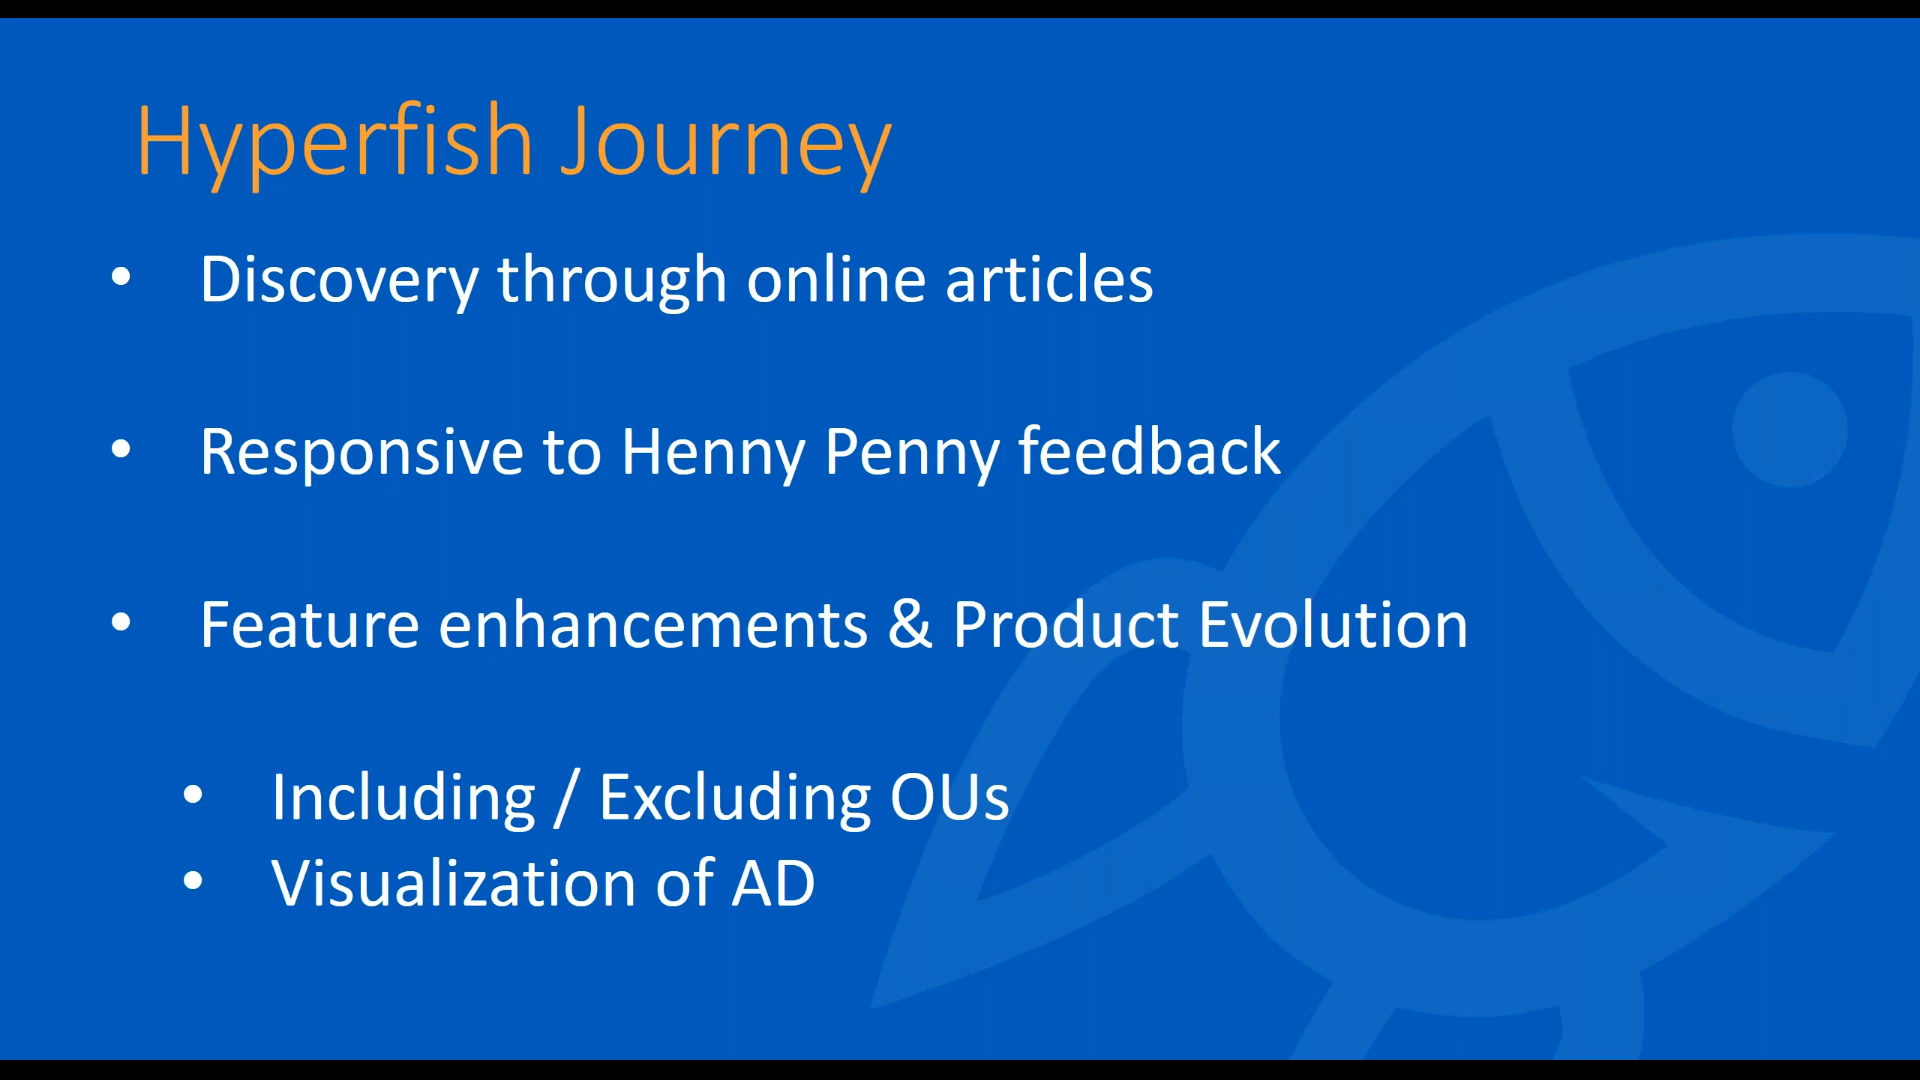 Hyperfish Journey
• Discovery through online articles
• Responsive to Henny Penny feedback
• Feature enhancements & Product Evolution
• Including / Excluding OUs
• Visualization of AD